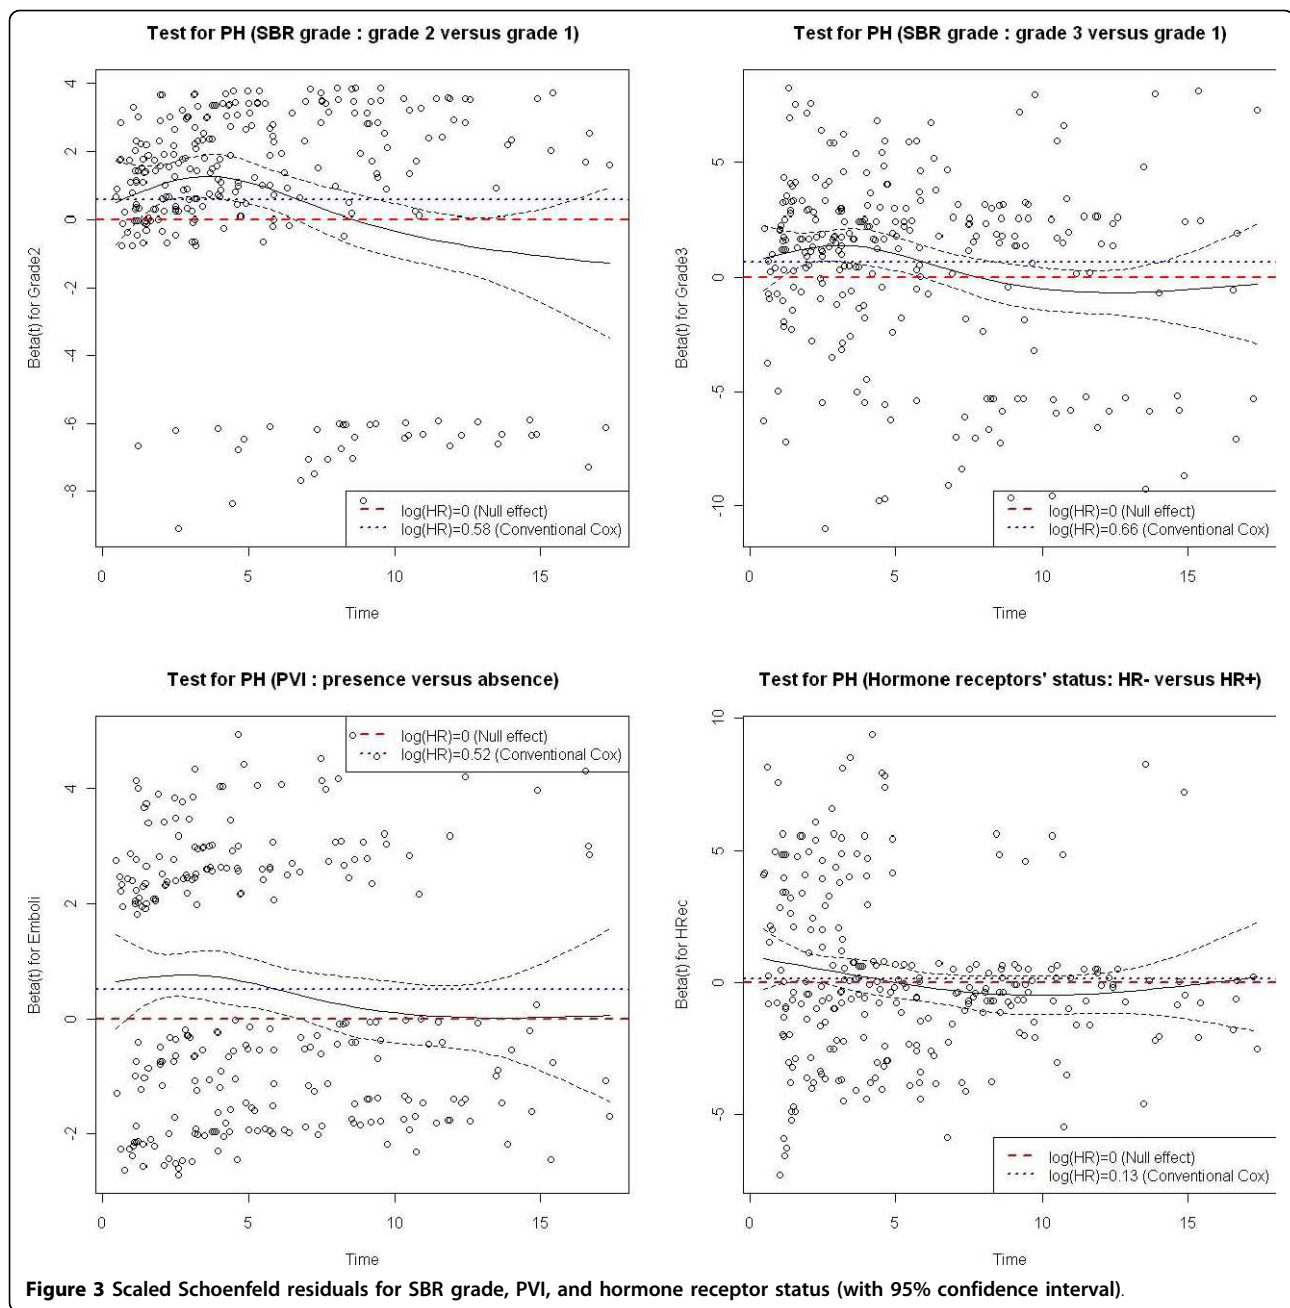 Test for PH (SBR grade : grade 2 versus grade 1)
Beta(t) for Grade2
4
2
0
-2
-4
-6
-8
log(HR)=0 (Null effect)
log(HR)=0.58 (Conventional Cox)
0 5 10 15
Time
Test for PH (SBR grade : grade 3 versus grade 1)
Beta(t) for Grade3
5
0
-5
-10
log(HR)=0 (Null effect)
log(HR)=0.66 (Conventional Cox)
0 5 10 15
Time
Test for PH (PVI : presence versus absence)
log(HR)=0 (Null effect)
log(HR)=0.52 (Conventional Cox)
Beta(t) for Emboli
4
2
0
-2
0 5 10 15
Time
Test for PH (Hormone receptors' status: HR- versus HR+)
Beta(t) for HRec
10
5
0
-5
log(HR)=0 (Null effect)
log(HR)=0.13 (Conventional Cox)
0 5 10 15
Time
Figure 3 Scaled Schoenfeld residuals for SBR grade, PVI, and hormone receptor status (with 95% confidence interval).